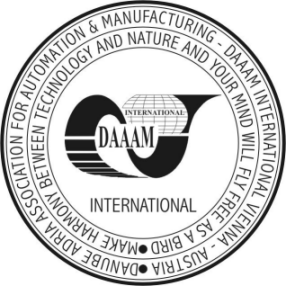 DANUBE ADRIA ASSOCIATION FOR AUTOMATION & MANUFACTURING - DAAAM INTERNATIONAL VIENNA - AUSTRIA
MAKE HARMONY BETWEEN TECHNOLOGY AND NATURE AND YOUR MIND WILL FLY FREE AS A BIRD
INTERNATIONAL
DAAAM
INTERNATIONAL